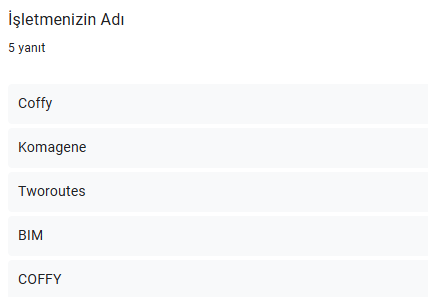 İşletmenizin Adı
5 yanıt
Coffy
Komagene
Tworoutes
BIM
COFFY